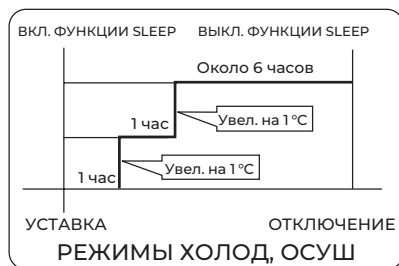 ВКЛ. ФУНКЦИИ SLEEP ВЫКЛ. ФУНКЦИИ SLEEP
Около 6 часов
1 час
Увел. на 1 °C
1 час
Увел. на 1 °C
УСТАВКА ОТКЛЮЧЕНИЕ
РЕЖИМЫ ХОЛОД, ОСУШ